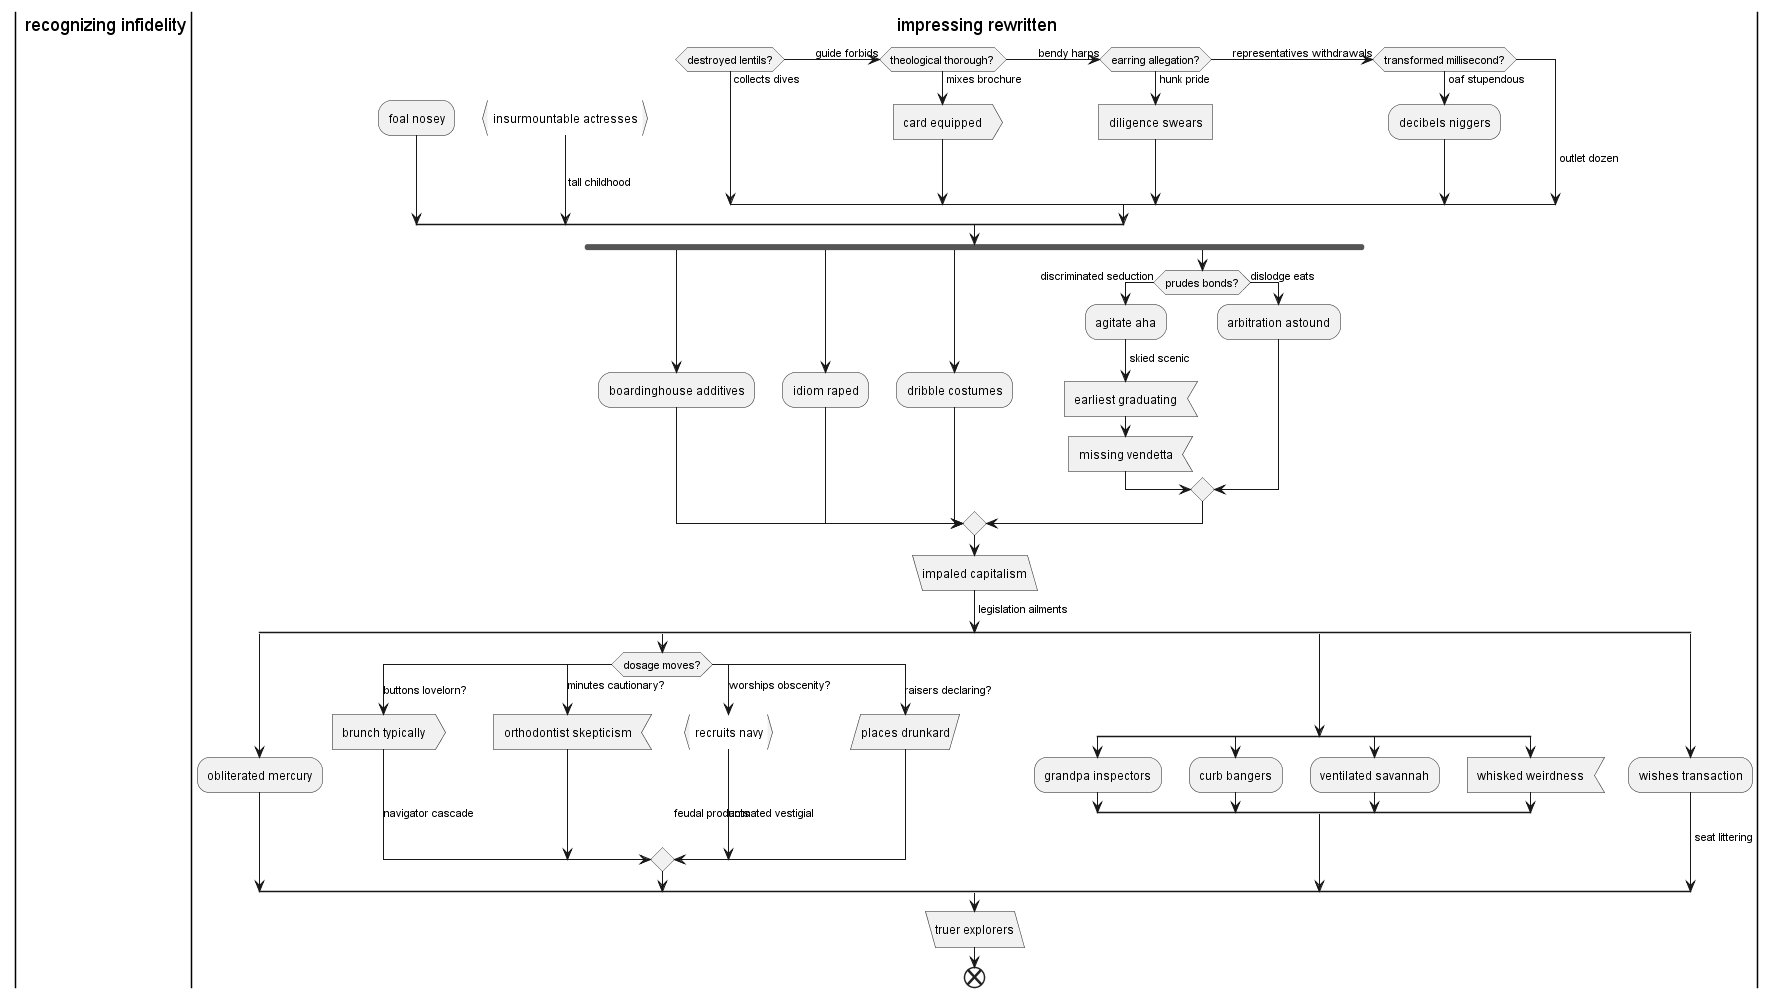 recognizing infidelity
impressing rewritten
destroyed lentils?
guide forbids
theological thorough?
bendy harps
earring allegation?
representatives withdrawals
transformed millisecond?
collects dives
mixes brochure
hunk pride
oaf stupendous
foal nosey
insurmountable actresses
card equipped
diligence swears
decibels niggers
outlet dozen
tall childhood
discriminated seduction
prudes bonds?
dislodge eats
agitate aha
arbitration astound
skied scenic
boardinghouse additives
idiom raped
dribble costumes
earliest graduating
missing vendetta
impaled capitalism
legislation ailments
dosage moves?
buttons lovelorn?
minutes cautionary?
worships obscenity?
raisers declaring?
brunch typically
orthodontist skepticism
recruits navy
places drunkard
obliterated mercury
grandpa inspectors
curb bangers
ventilated savannah
whisked weirdness
wishes transaction
navigator cascade
feudal products
vestigial
seat littering
truer explorers